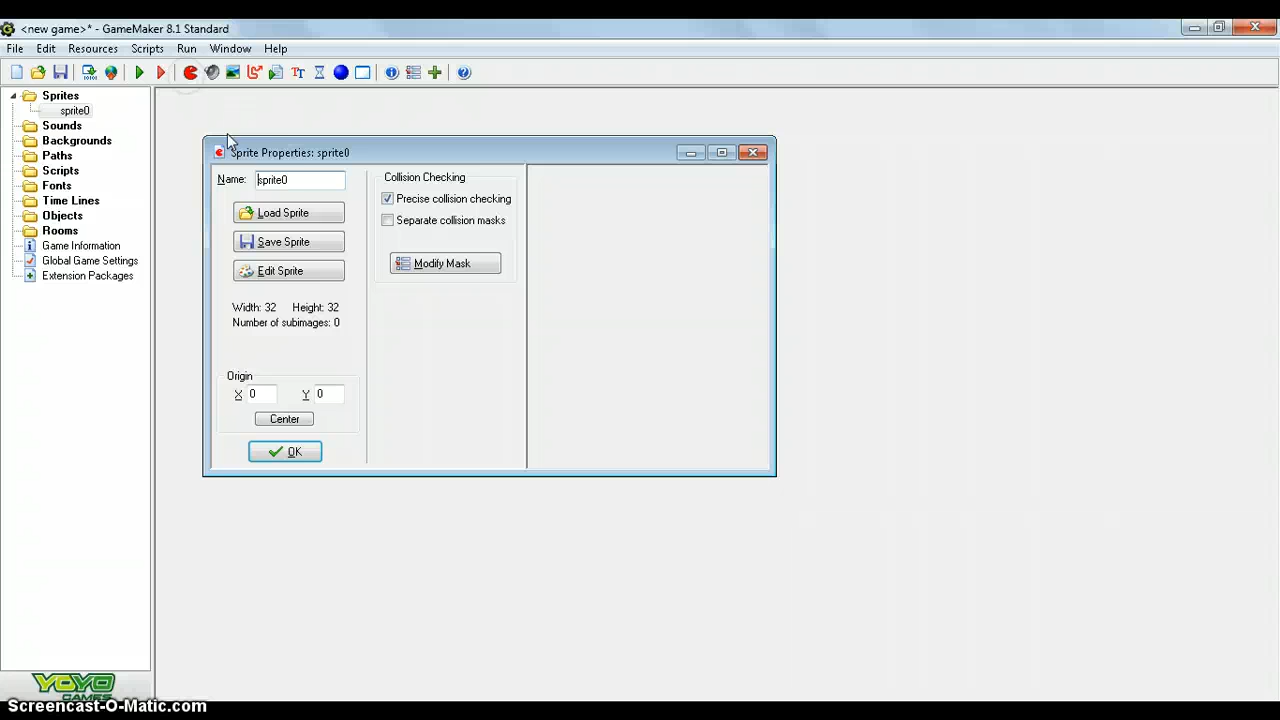 <new game>* - GameMaker 8.1 Standard
File Edit Resources Scripts Run Window Help
Sprites
sprite0
Sounds
Backgrounds
Paths
Scripts
Fonts
Time Lines
Objects
Rooms
Game Information
Global Game Settings
Extension Packages
Sprite Properties: sprite0
Name: sprite0
Load Sprite
Save Sprite
Edit Sprite
Width: 32 Height: 32
Number of subimages: 0
Origin
X 0 Y 0
Center
OK
Collision Checking
Precise collision checking
Separate collision masks
Modify Mask
YOYO
GAMES
Screencast-O-Matic.com